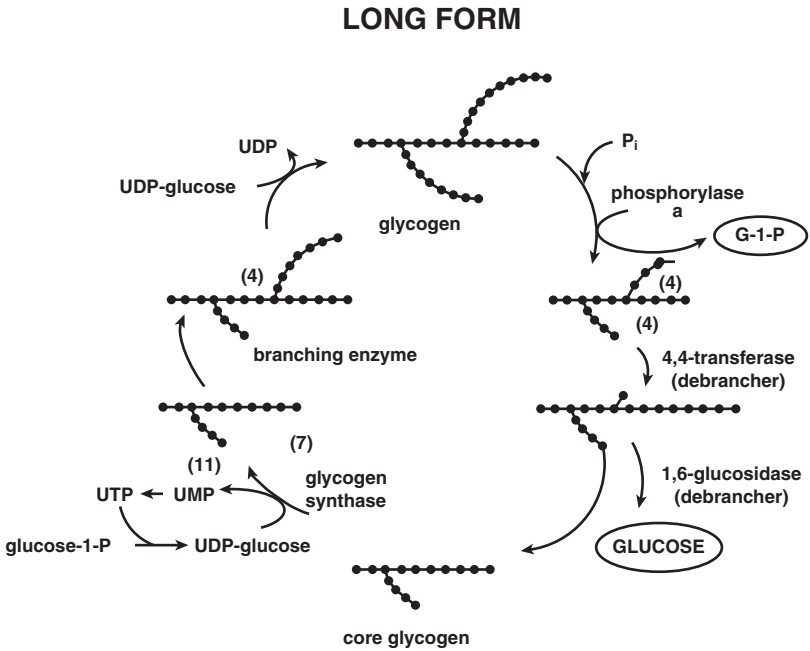 LONG FORM
UDP
UDP-glucose
glycogen
P i
phosphorylase
a
G-1-P
(4)
(4)
(4)
branching enzyme
4,4-transferase
(debrancher)
(7)
(11)
glycogen
synthase
UTP
UMP
glucose-1-P
UDP-glucose
1,6-glucosidase
(debrancher)
GLUCOSE
core glycogen